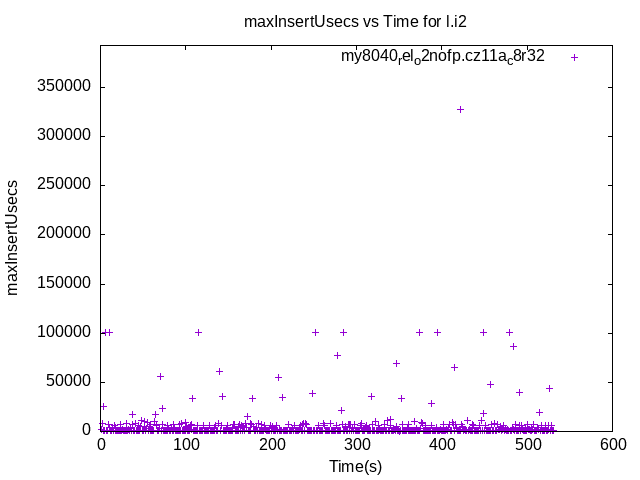 maxInsertUsecs vs Time for l.i2
my8040relo2nofp.cz11ac8r32
maxInsertUsecs
350000
300000
250000
200000
150000
100000
50000
0
0 100 200 300 400 500 600
Time(s)